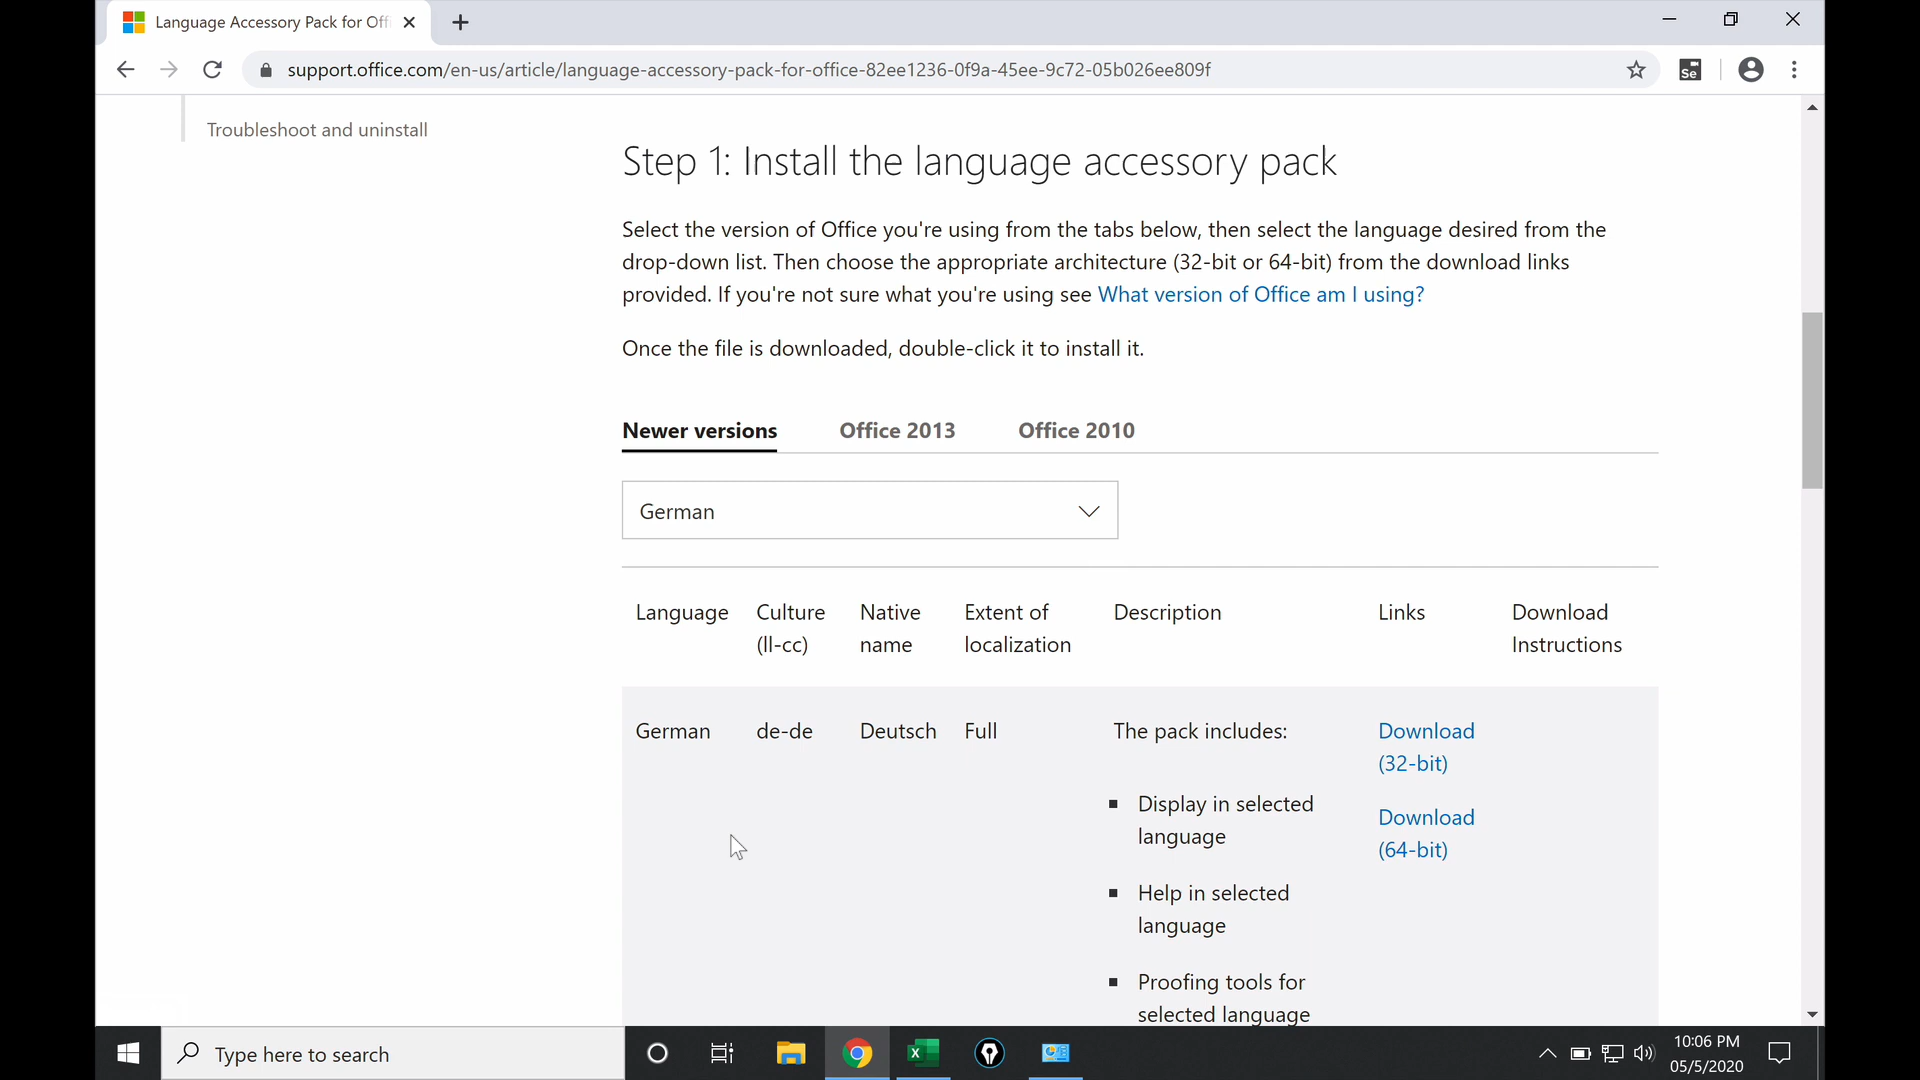 Language Accessory Pack for Offi
support.office.com/en-us/article/language-accessory-pack-for-office-82ee1236-0f9a-45ee-9c72-05b026ee809f
Se
Troubleshoot and uninstall
Step 1: Install the language accessory pack
Select the version of Office you're using from the tabs below, then select the language desired from the
drop-down list. Then choose the appropriate architecture (32-bit or 64-bit) from the download links
provided. If you're not sure what you're using see What version of Office am I using?
Once the file is downloaded, double-click it to install it.
Newer versions Office 2013 Office 2010
German
Language Culture Native Extent of Description Links Download
(ll-cc) name localization Instructions
German de-de Deutsch Full The pack includes: Download
(32-bit)
Display in selected Download
language (64-bit)
Help in selected
language
Proofing tools for
selected language
Type here to search
10:06 PM
05/5/2020